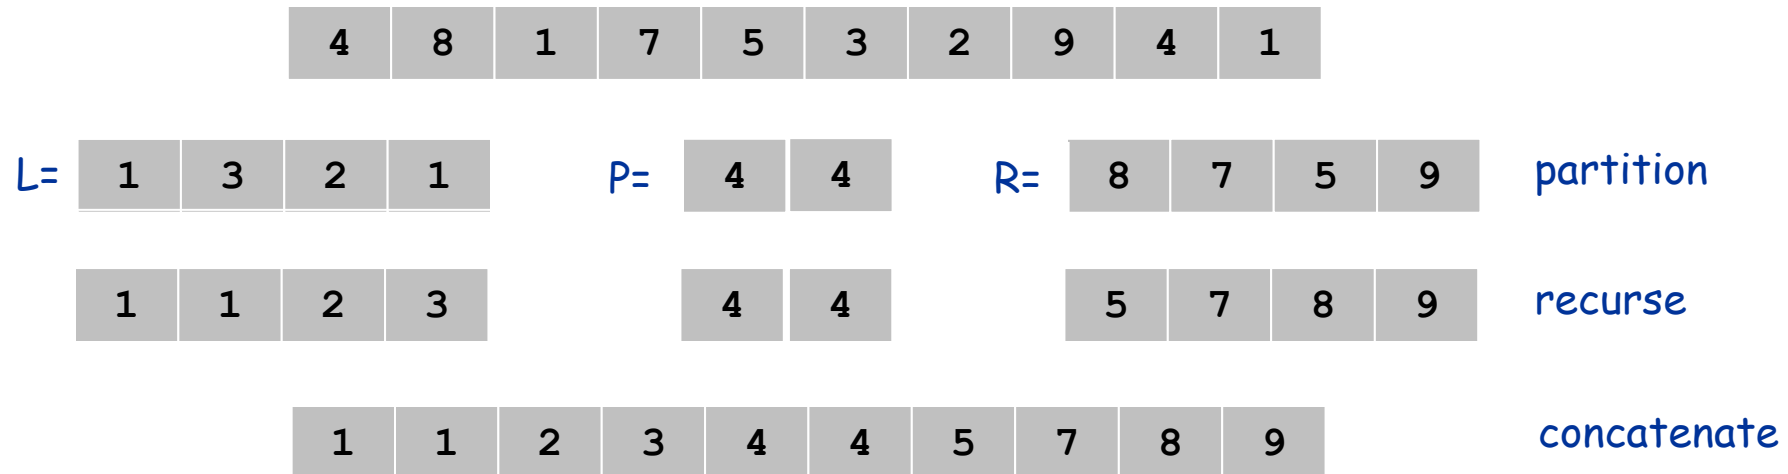 4 8 1 7 5 3 2 9 4 1
L= 1 3 2 1 P= 4 4 R= 8 7 5 9 partition
1 1 2 3 4 4 5 7 8 9 recurse
1 1 2 3 4 4 5 7 8 9 concatenate